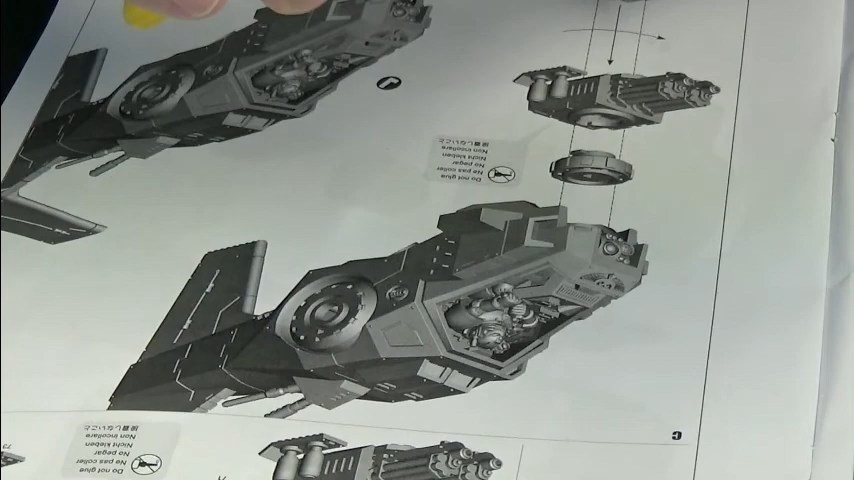 Do not glue
Ne pas coller
No pegar
Nicht kleben
Non incollare
接着しないこと
C
Do not glue
Ne pas coller
No pegar
Nicht kleben
Non incollare
接着しないこと